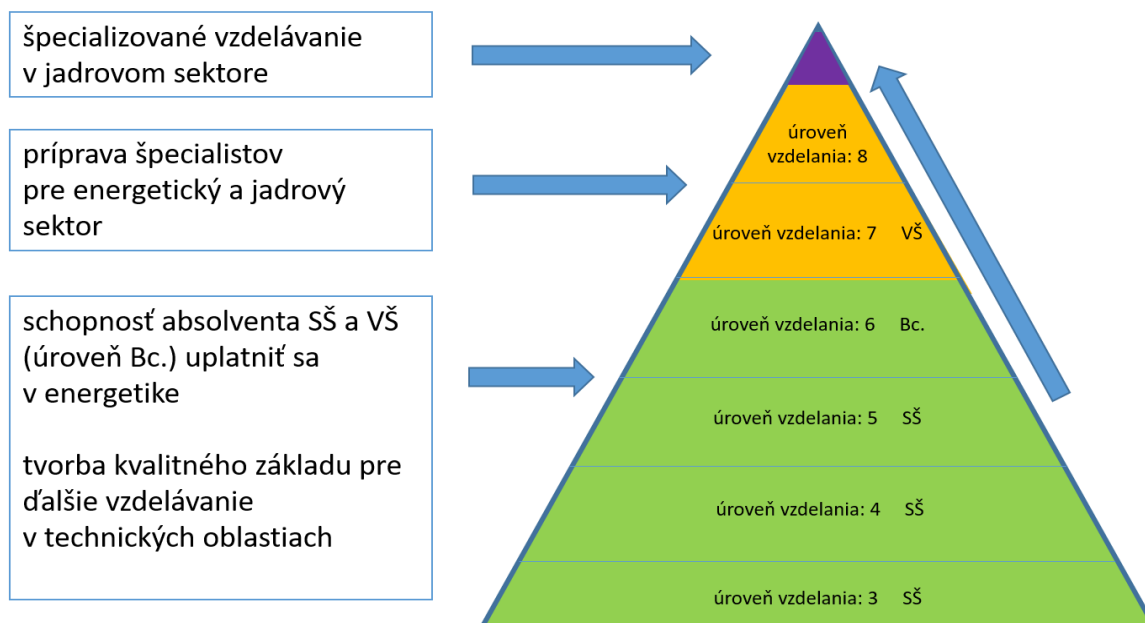 špecializované vzdelávanie
v jadrovom sektore
príprava špecialistov
pre energetický a jadrový
sektor
schopnosť absolventa SŠ a VŠ
(úroveň Bc.) uplatniť sa
v energetike
tvorba kvalitného základu pre
ďalšie vzdelávanie
v technických oblastiach
úroveň
vzdelania: 8
úroveň vzdelania: 7 VŠ
úroveň vzdelania: 6 Bc.
úroveň vzdelania: 5 SŠ
úroveň vzdelania: 4 SŠ
úroveň vzdelania: 3 SŠ